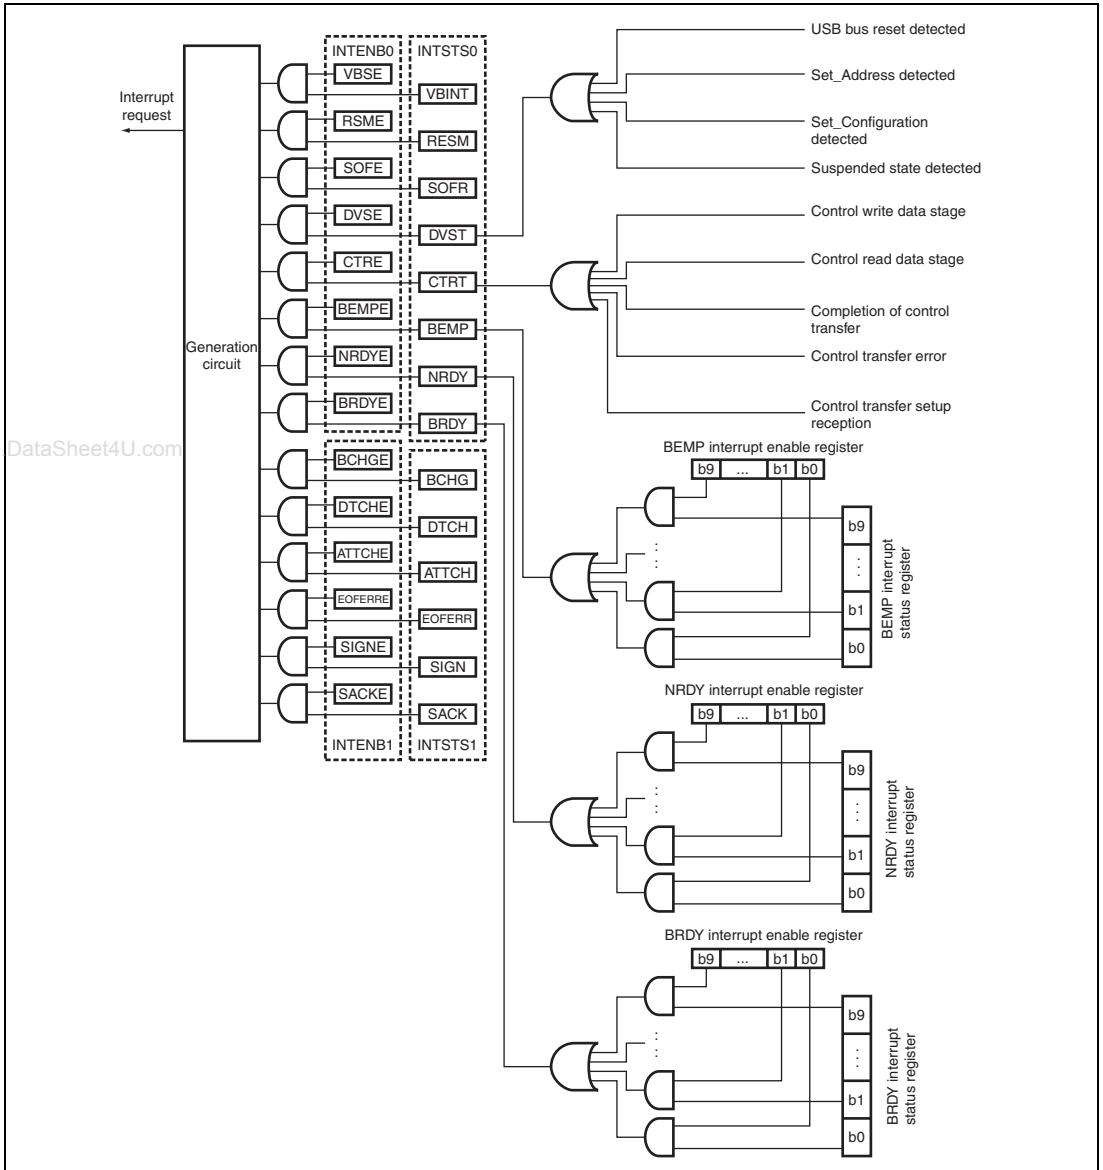 USB bus reset detected
INTENB0
INTSTS0
VBSE
Set_Address detected
VBINT
Interrupt
request
RSME
Set_Configuration
detected
RESM
SOFE
Suspended state detected
SOFR
DVSE
Control write data stage
DVST
CTRE
Control read data stage
CTRT
BEMPE
Completion of control
transfer
BEMP
Generation
circuit
NRDYE
Control transfer error
NRDY
BRDYE
Control transfer setup
reception
BRDY
DataSheet4U.com
BEMP interrupt enable register
b9 ... b1 b0
BCHGE
BCHG
DTCHE
DTCH
ATTCHE
ATTCH
EOFERRE
EOFERR
SIGNE
SIGN
SACKE
SACK
INTENB1
INTSTS1
b9
...
b1
b0
BEMP interrupt
status register
...
NRDY interrupt enable register
b9 ... b1 b0
b9
...
b1
b0
NRDY interrupt
status register
...
BRDY interrupt enable register
b9 ... b1 b0
b9
...
b1
b0
BRDY interrupt
status register
...